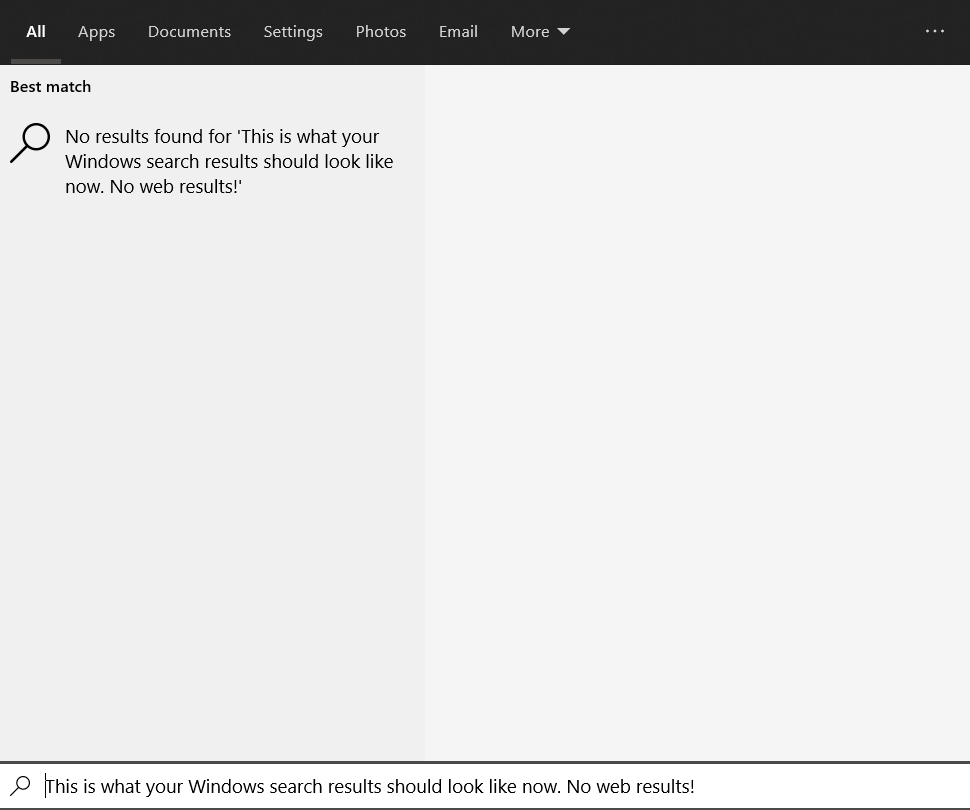 All Apps Documents Settings Photos Email More ...
Best match
No results found for 'This is what your
Windows search results should look like
now. No web results!'
This is what your Windows search results should look like now. No web results!